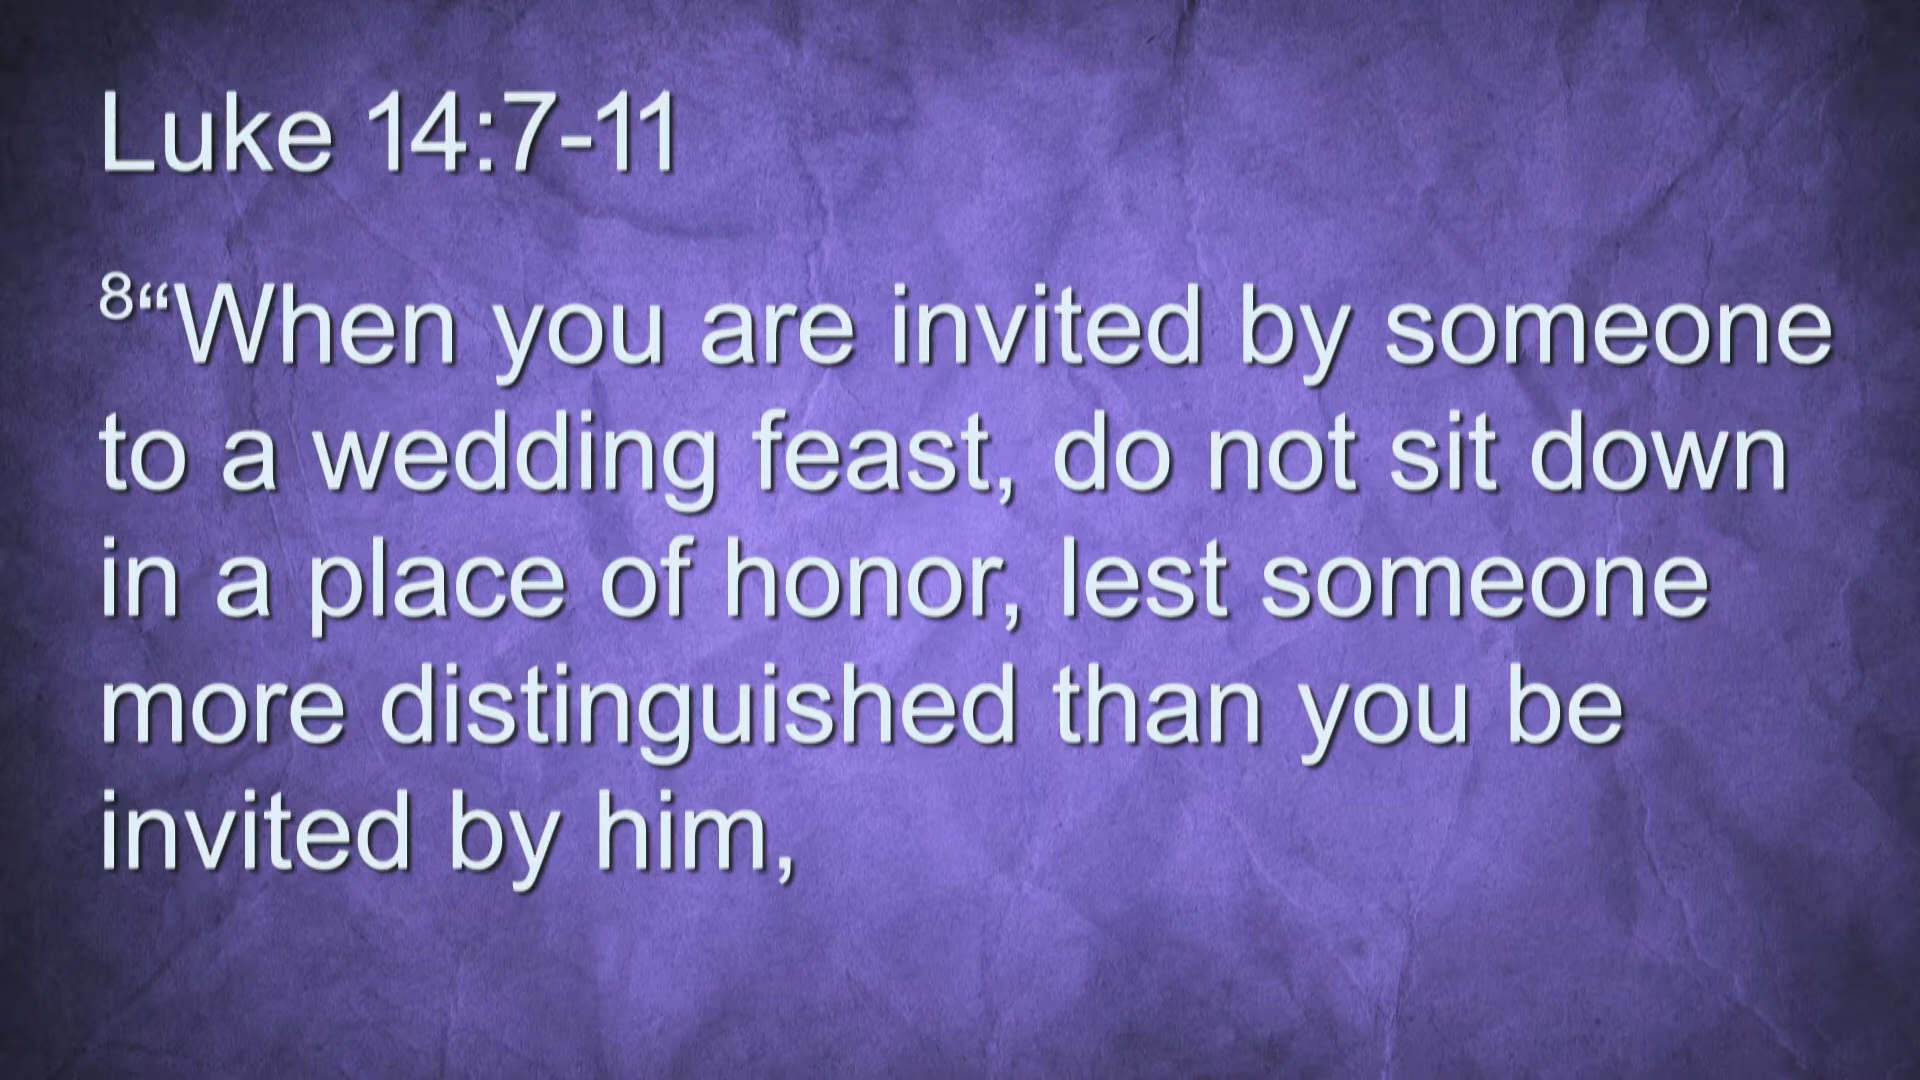 Luke 14:7-11
⁸“When you are invited by someone
to a wedding feast, do not sit down
in a place of honor, lest someone
more distinguished than you be
invited by him,